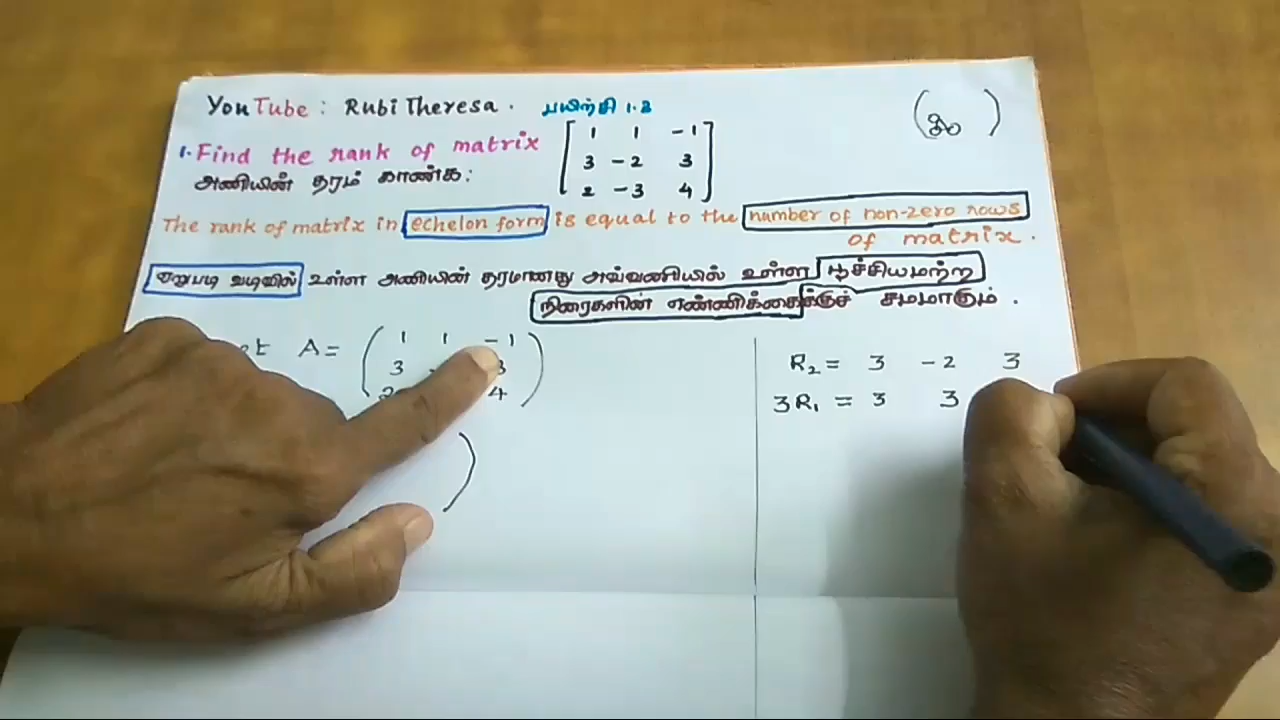 YouTube : Rubi Theresa . பயிற்சி 1.3
1. Find the rank of matrix
அணியின் தரம் காண்க :
1 1 -1
3 -2 3
2 -3 4
The rank of matrix in echelon form is equal to the number of non-zero rows
of matrix .
ஏறுபடி வடிவில் உள்ள அணியின் தரமானது அவ்வணியில் உள்ள பூச்சியமற்ற
நிரைகளின் எண்ணிக்கைக்குச் சமமாகும் .
A = 1 1 -1
3
4
R₂ = 3 -2 3
3R₁ = 3 3